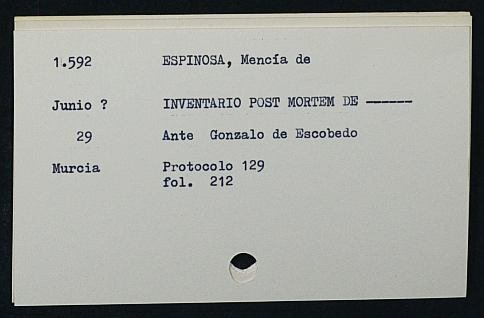 1.592 ESPINOSA, Mencía de
Junio ? INVENTARIO POST MORTEM DE ------
29 Ante Gonzalo de Escobedo
Murcia Protocolo 129
fol. 212